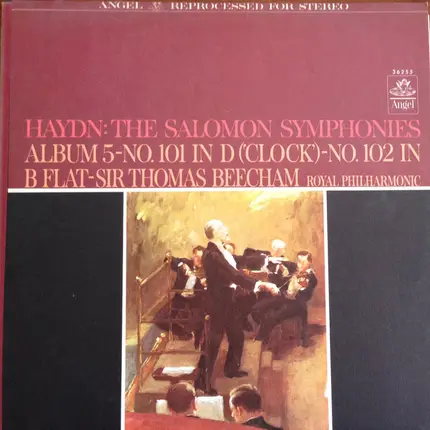 ANGEL REPROCESSED FOR STEREO
36255
Angel
HAYDN: THE SALOMON SYMPHONIES
ALBUM 5-NO. 101 IN D ("CLOCK")-NO. 102 IN
B FLAT-SIR THOMAS BEECHAM ROYAL PHILHARMONIC